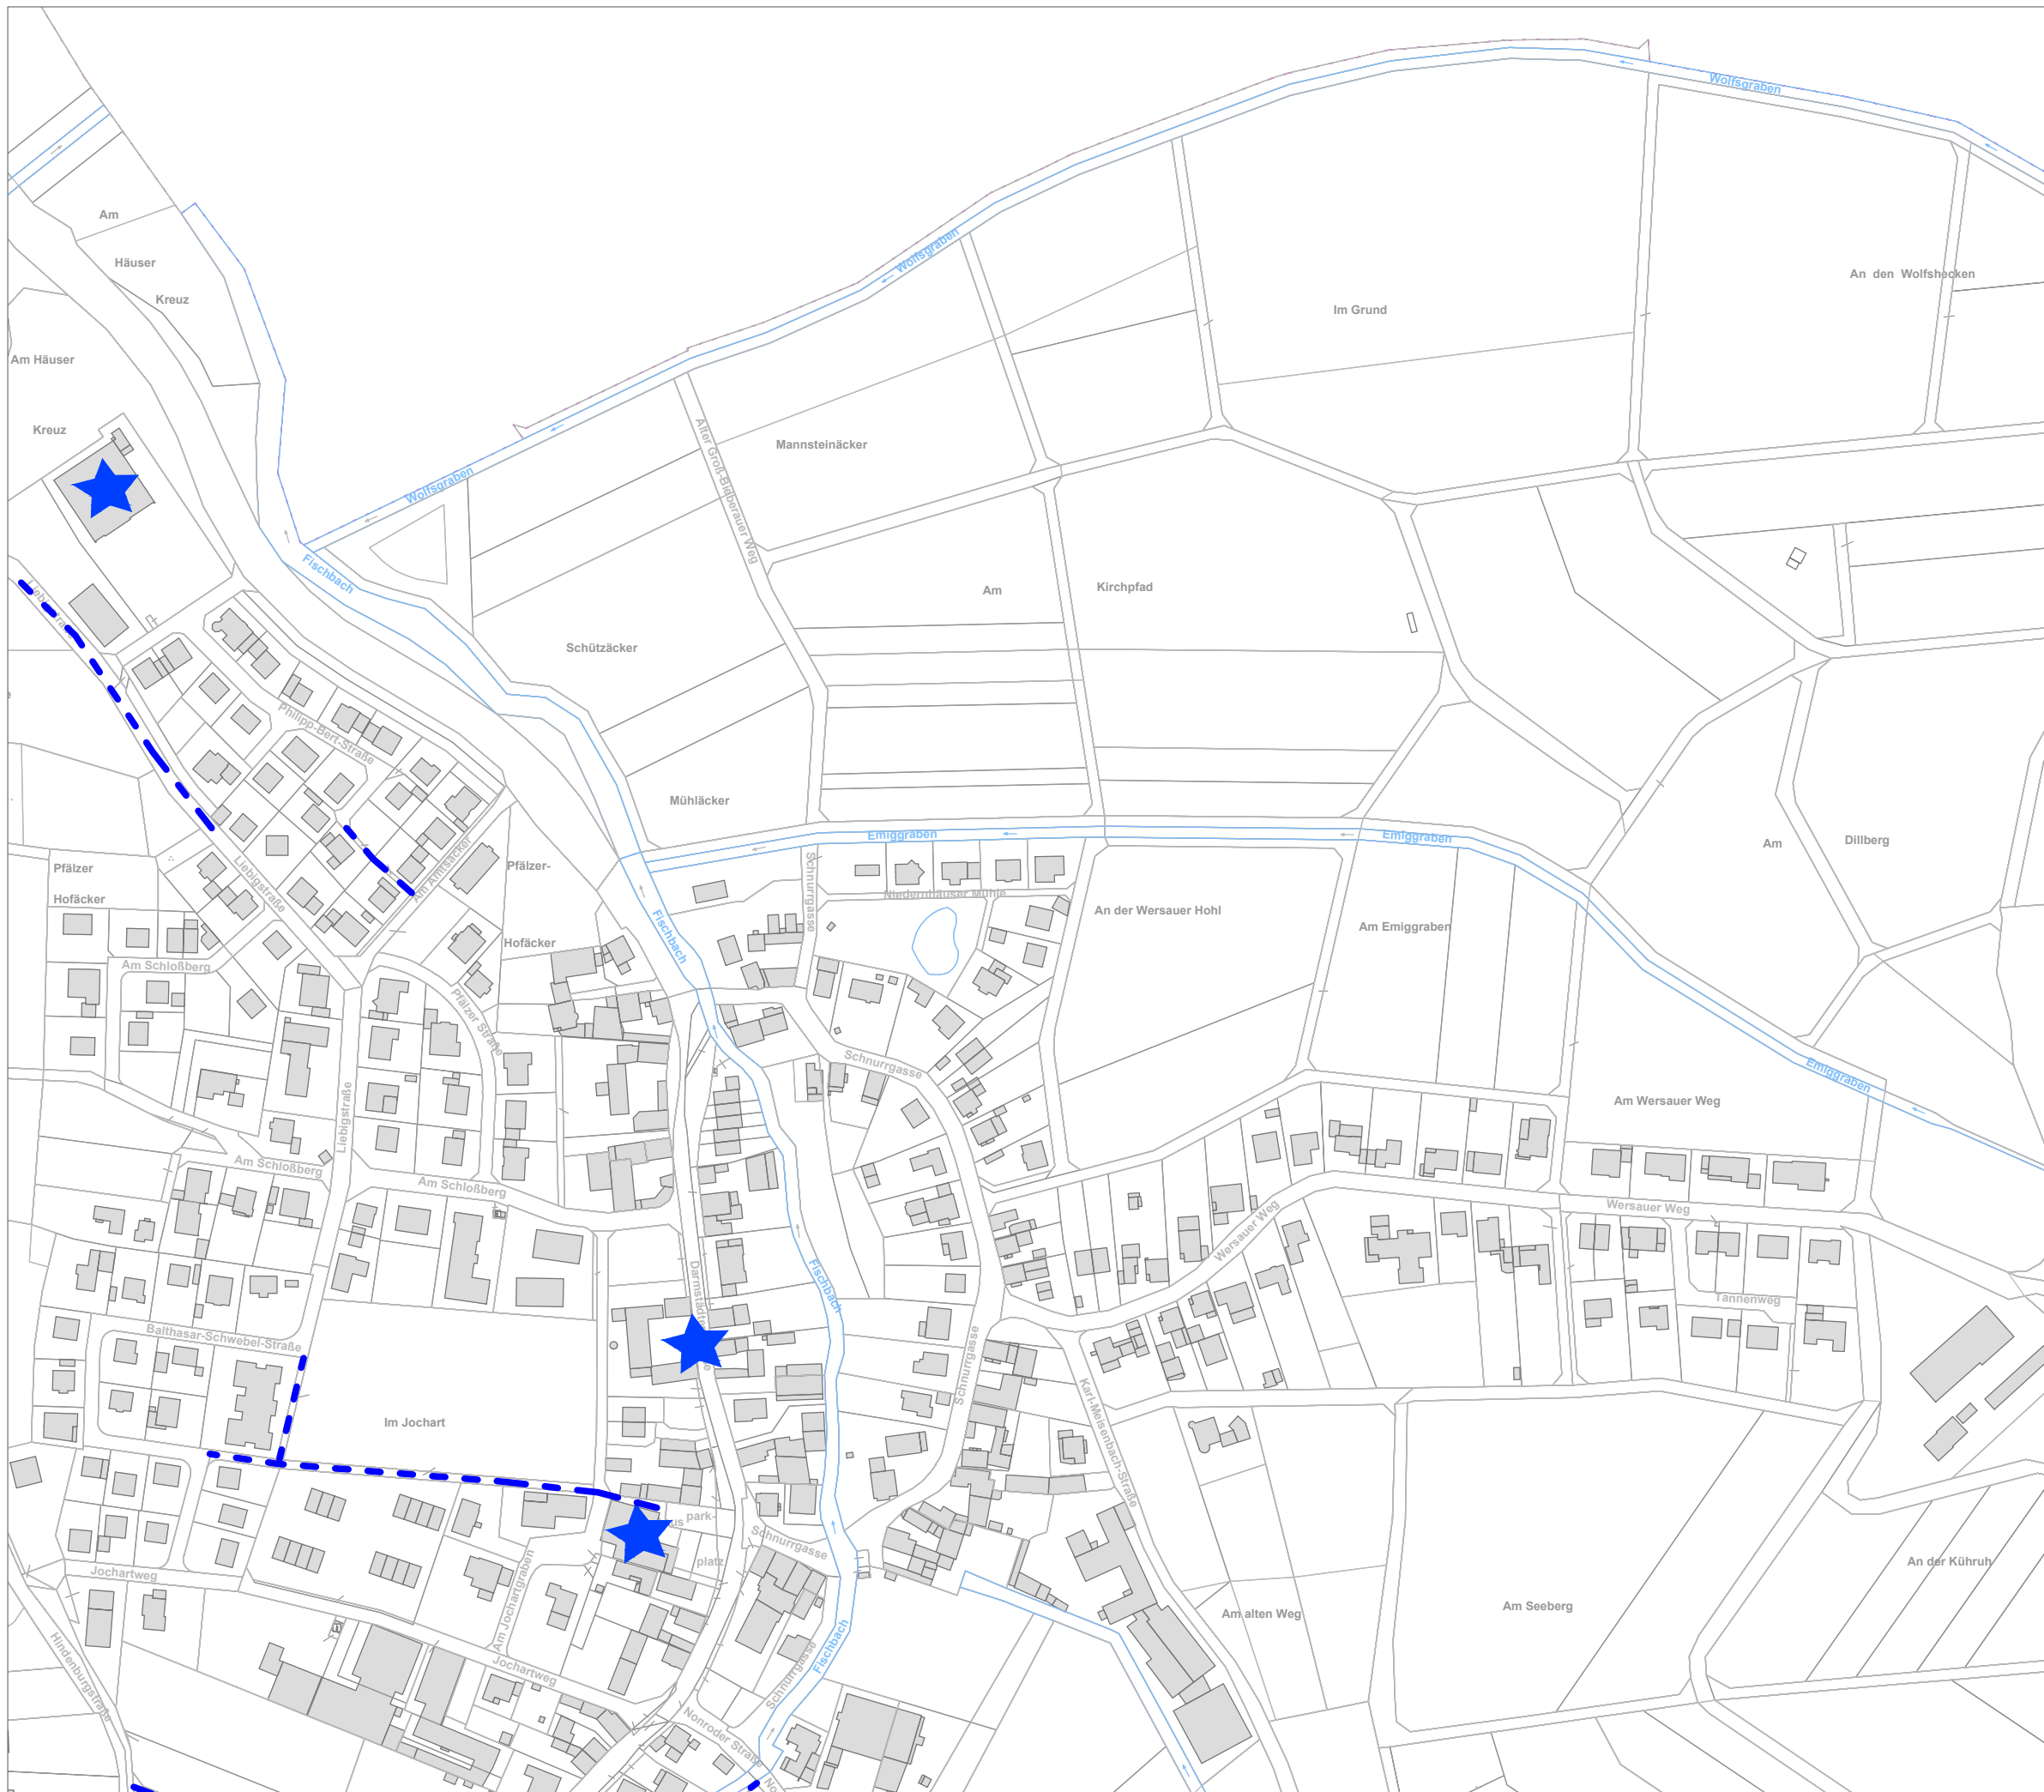 Wolfsgraben
Am
Häuser
Kreuz
Wolfsgraben
An den Wolfshecken
Im Grund
Am Häuser
Kreuz
Mannsteinäcker
Alter Groß-Bieberauer Weg
Wolfsgraben
Fischbach
Am
Kirchpfad
Schützäcker
Philipp-Bert-Straße
Mühläcker
Emiggraben
Emiggraben
Am
Dillberg
Pfälzer
Hofäcker
Liebigstraße
Am Amtsäcker
Pfälzer-
Hofäcker
Schnurrgasse
Niedernhäuser Mühle
An der Wersauer Hohl
Am Emiggraben
Fischbach
Am Schloßberg
Pfälzer Straße
Schnurrgasse
Emiggraben
Am Wersauer Weg
Liebigstraße
Am Schloßberg
Am Schloßberg
Wersauer Weg
Wersauer Weg
Fischbach
Tannenweg
Balthasar-Schwebel-Straße
Schnurrgasse
Karl-Meisenbach-Straße
Im Jochart
park-
platz
Schnurrgasse
Jochartweg
Am Jochartgraben
An der Kühruh
Am Seeberg
Am alten Weg
Hindenburgstraße
Jochartweg
Schnurrgasse
Fischbach
Nonroder Straße